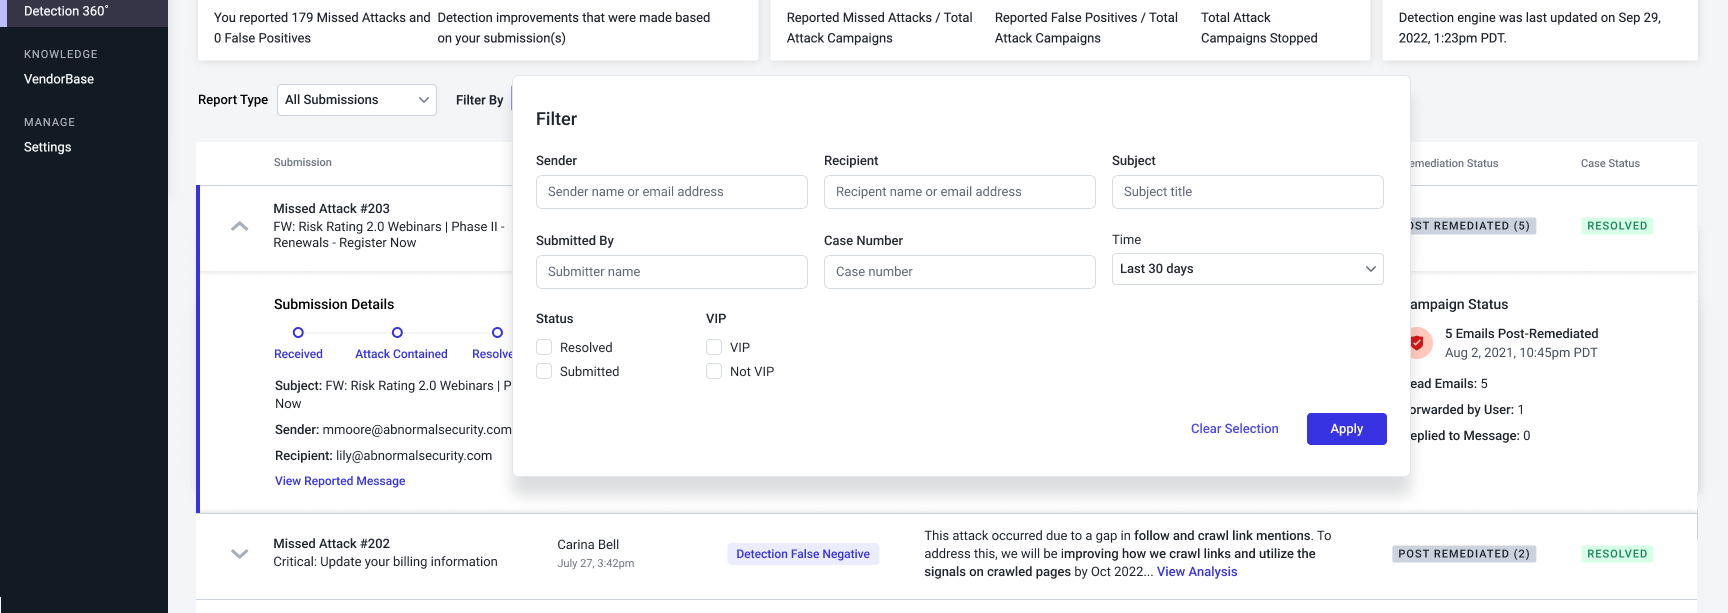 Detection 360°
KNOWLEDGE
VendorBase
MANAGE
Settings
You reported 179 Missed Attacks and
0 False Positives
Detection improvements that were made based
on your submission(s)
Reported Missed Attacks / Total
Attack Campaigns
Reported False Positives / Total
Attack Campaigns
Total Attack
Campaigns Stopped
Detection engine was last updated on Sep 29,
2022, 1:23pm PDT.
Report Type
All Submissions
Filter By
Filter
Sender
Sender name or email address
Recipient
Recipent name or email address
Subject
Subject title
Submitted By
Submitter name
Case Number
Case number
Time
Last 30 days
Status
Resolved
Submitted
VIP
VIP
Not VIP
Clear Selection
Apply
Submission
emediation Status
Case Status
Missed Attack #203
FW: Risk Rating 2.0 Webinars | Phase II -
Renewals - Register Now
OST REMEDIATED (5)
RESOLVED
Submission Details
Received
Attack Contained
Resolve
Subject: FW: Risk Rating 2.0 Webinars | P
Now
Sender: mmoore@abnormalsecurity.com
Recipient: lily@abnormalsecurity.com
View Reported Message
ampaign Status
5 Emails Post-Remediated
Aug 2, 2021, 10:45pm PDT
ead Emails: 5
orwarded by User: 1
eplied to Message: 0
Missed Attack #202
Critical: Update your billing information
Carina Bell
July 27, 3:42pm
Detection False Negative
This attack occurred due to a gap in follow and crawl link mentions. To
address this, we will be improving how we crawl links and utilize the
signals on crawled pages by Oct 2022... View Analysis
POST REMEDIATED (2)
RESOLVED